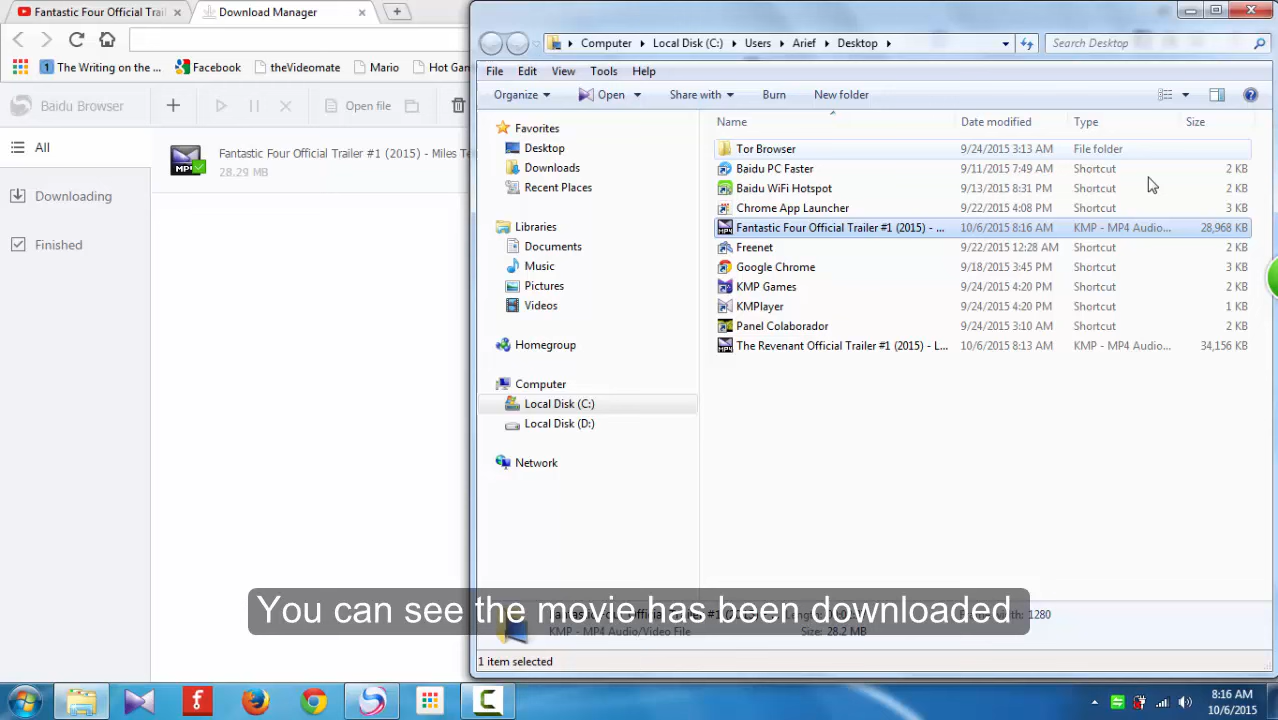 Fantastic Four Official Trail
Download Manager
1 The Writing on the ...
Facebook
theVideomate
Mario
Hot Gan
Baidu Browser
Open file
All
Downloading
Finished
Fantastic Four Official Trailer #1 (2015) - Miles Te
28.29 MB
Computer
Local Disk (C:)
Users
Arief
Desktop
Search Desktop
File
Edit
View
Tools
Help
Organize
Open
Share with
Burn
New folder
Favorites
Desktop
Downloads
Recent Places
Libraries
Documents
Music
Pictures
Videos
Homegroup
Computer
Local Disk (C:)
Local Disk (D:)
Network
Name Date modified Type Size
Tor Browser 9/24/2015 3:13 AM File folder
Baidu PC Faster 9/11/2015 7:49 AM Shortcut 2 KB
Baidu WiFi Hotspot 9/13/2015 8:31 PM Shortcut 2 KB
Chrome App Launcher 9/22/2015 4:08 PM Shortcut 3 KB
Fantastic Four Official Trailer #1 (2015) - ... 10/6/2015 8:16 AM KMP - MP4 Audio... 28,968 KB
Freenet 9/22/2015 12:28 AM Shortcut 2 KB
Google Chrome 9/18/2015 3:45 PM Shortcut 3 KB
KMP Games 9/24/2015 4:20 PM Shortcut 2 KB
KMPlayer 9/24/2015 4:20 PM Shortcut 1 KB
Panel Colaborador 9/24/2015 3:10 AM Shortcut 2 KB
The Revenant Official Trailer #1 (2015) - L... 10/6/2015 8:13 AM KMP - MP4 Audio... 34,156 KB
You can see the movie has been downloaded
1280
KMP - MP4 Audio/Video File Size: 28.2 MB
1 item selected
8:16 AM
10/6/2015